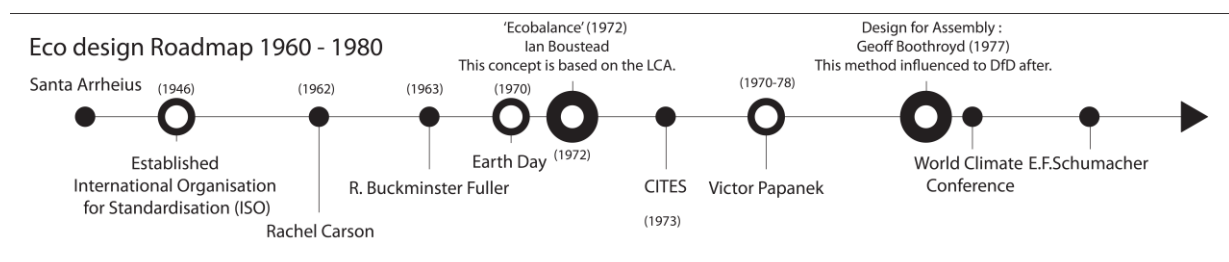 Eco design Roadmap 1960 - 1980
'Ecobalance' (1972)
Ian Boustead
This concept is based on the LCA.
Design for Assembly :
Geoff Boothroyd (1977)
This method influenced to DfD after.
Santa Arrheius
(1946)
(1962)
(1963)
(1970)
(1970-78)
Established
International Organisation
for Standardisation (ISO)
Rachel Carson
R. Buckminster Fuller
Earth Day
(1972)
CITES
(1973)
Victor Papanek
World Climate
Conference
E.F.Schumacher